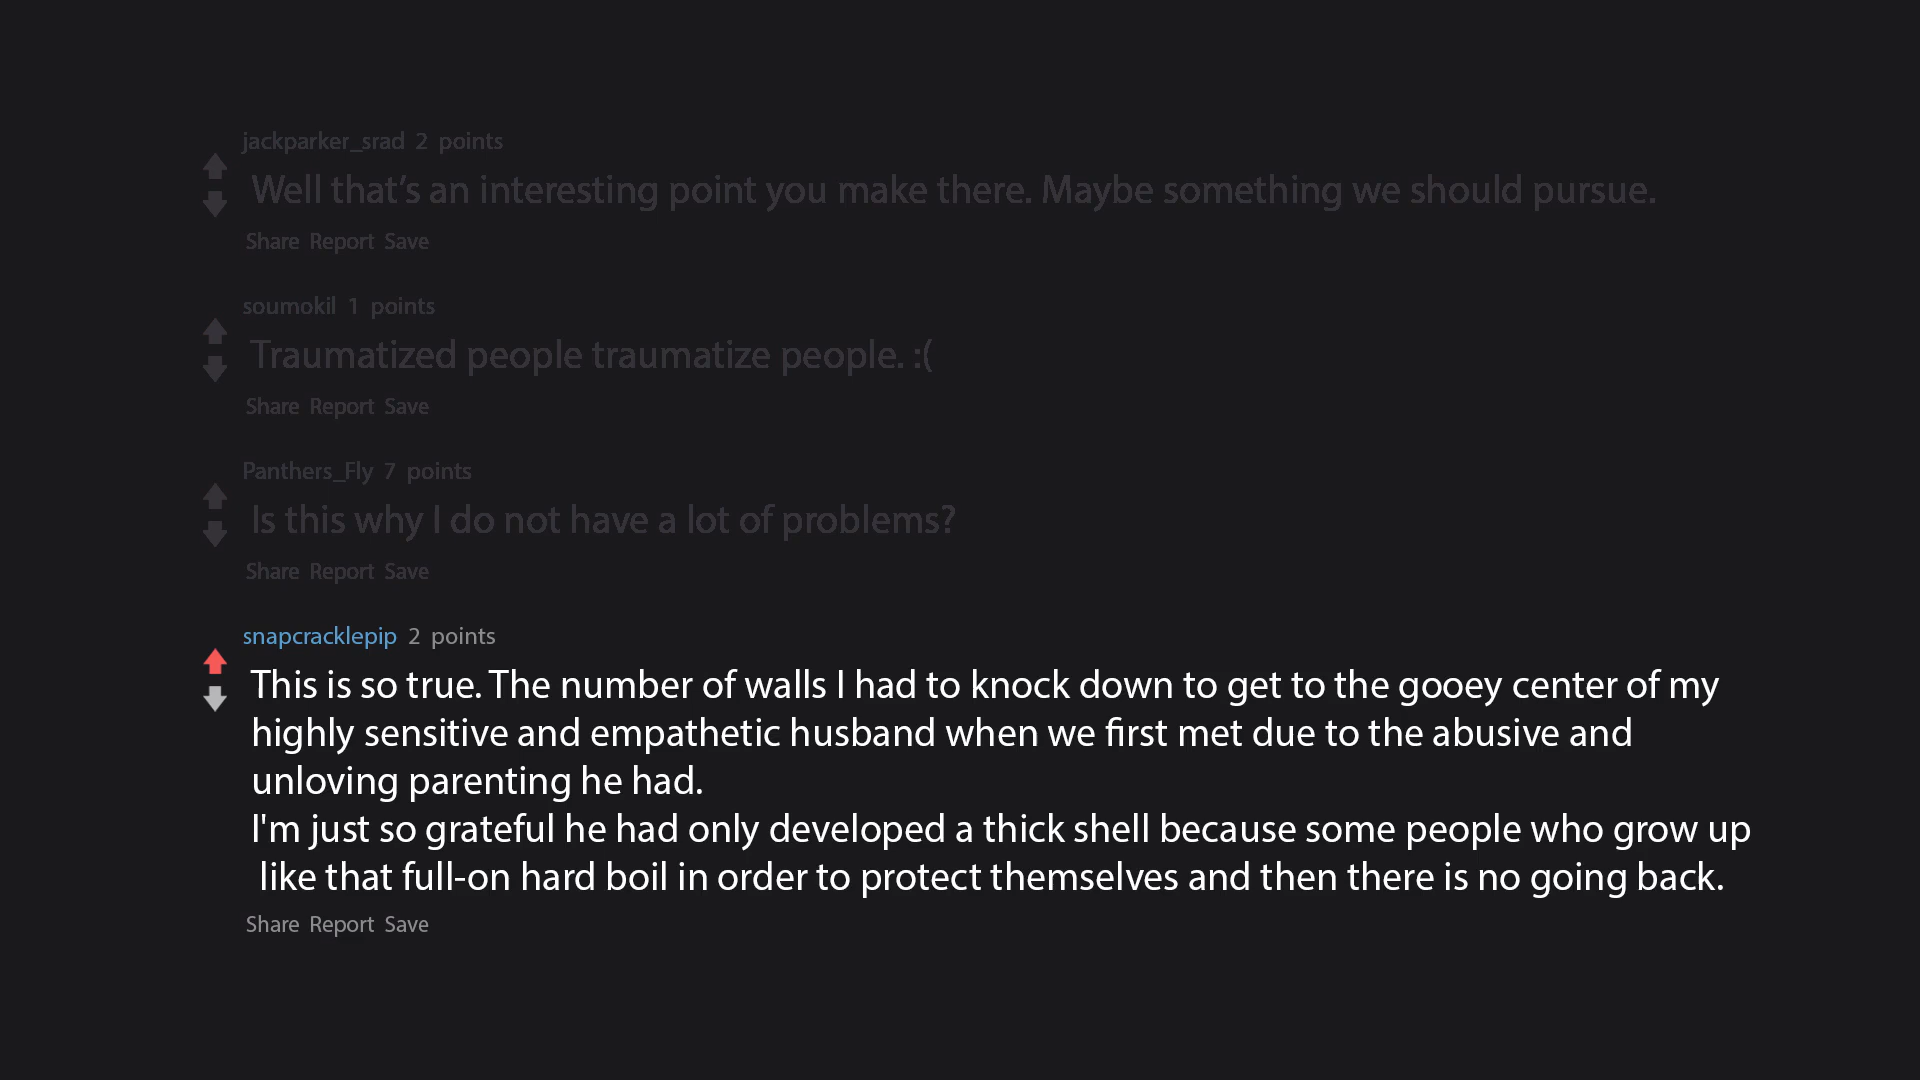 jackparker_srad 2 points
Well that’s an interesting point you make there. Maybe something we should pursue.
Share Report Save
soumokil 1 points
Traumatized people traumatize people. :(
Share Report Save
Panthers_Fly 7 points
Is this why I do not have a lot of problems?
Share Report Save
snapcracklepip 2 points
This is so true. The number of walls I had to knock down to get to the gooey center of my
highly sensitive and empathetic husband when we first met due to the abusive and
unloving parenting he had.
I'm just so grateful he had only developed a thick shell because some people who grow up
like that full-on hard boil in order to protect themselves and then there is no going back.
Share Report Save